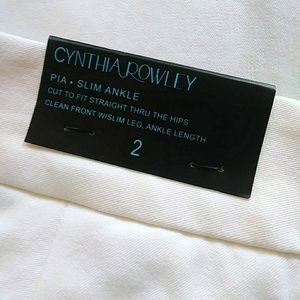 CYNTHIA ROWLEY
PIA • SLIM ANKLE
CUT TO FIT STRAIGHT THRU THE HIPS
CLEAN FRONT W/SLIM LEG, ANKLE LENGTH
2